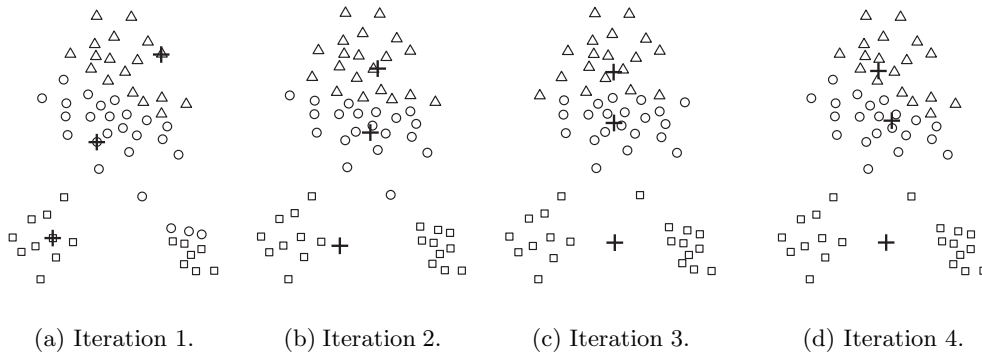 (a) Iteration 1.
(b) Iteration 2.
(c) Iteration 3.
(d) Iteration 4.